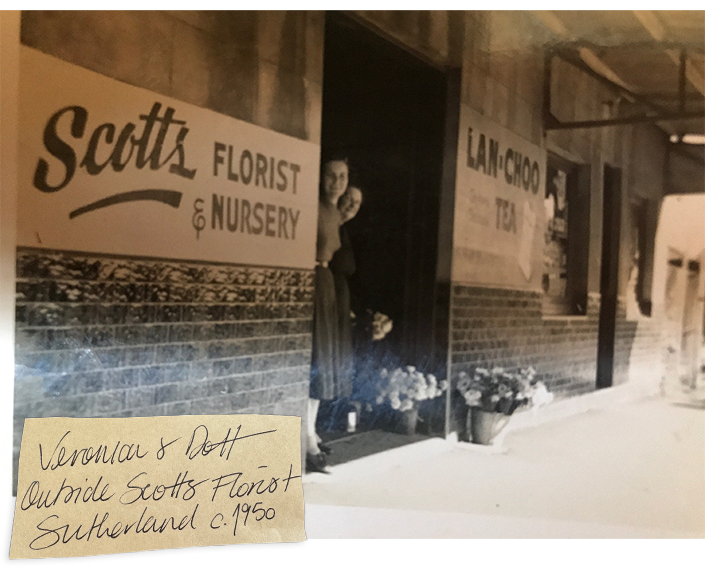 Scotts FLORIST
& NURSERY
LAN-CHOO
TEA
Veronica & Dott
Outside Scotts Florist
Sutherland c.1950